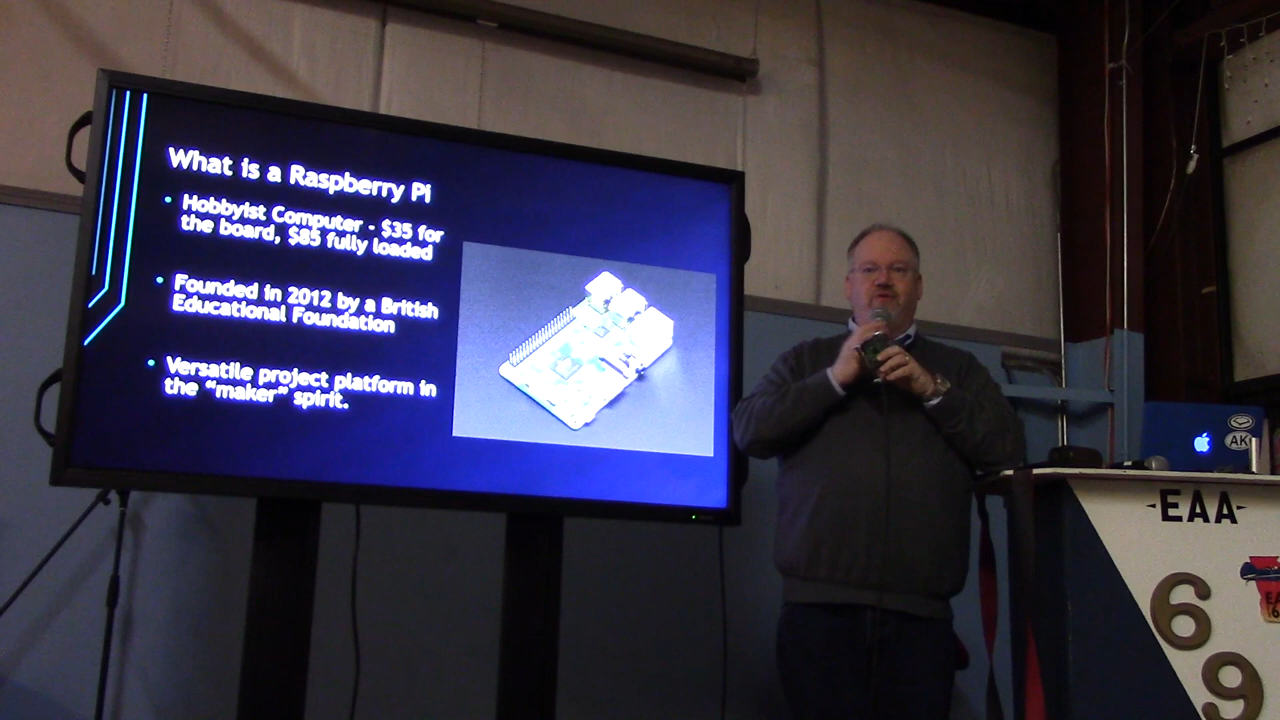 What is a Raspberry Pi
• Hobbyist Computer - $35 for
the board, $85 fully loaded
• Founded in 2012 by a British
Educational Foundation
• Versatile project platform in
the “maker” spirit.
AK
-EAA-
6
9